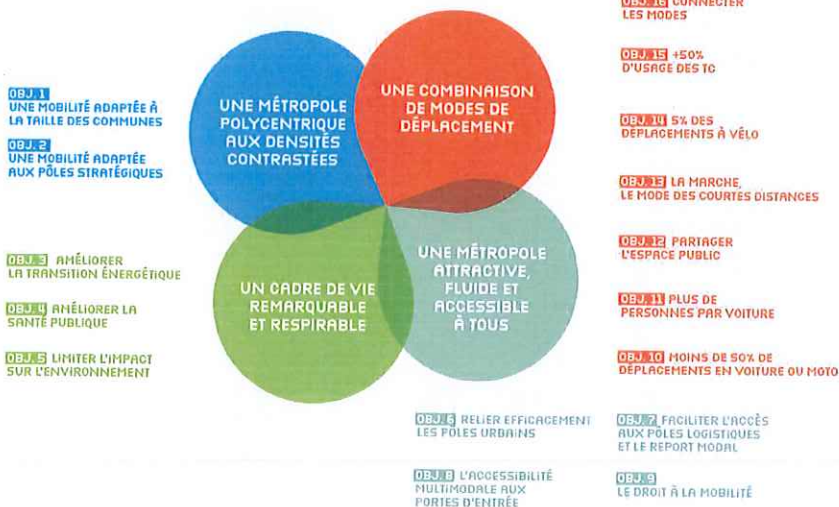 OBJ. 1
UNE MOBILITÉ ADAPTÉE À
LA TAILLE DES COMMUNES
OBJ. 2
UNE MOBILITÉ ADAPTÉE
AUX PÔLES STRATÉGIQUES
UNE MÉTROPOLE
POLYCENTRIQUE
AUX DENSITÉS
CONTRASTÉES
UNE COMBINAISON
DE MODES DE
DÉPLACEMENT
OBJ. 3 AMÉLIORER
LA TRANSITION ÉNERGÉTIQUE
OBJ. 4 AMÉLIORER LA
SANTÉ PUBLIQUE
OBJ. 5 LIMITER L'IMPACT
SUR L'ENVIRONNEMENT
UN CADRE DE VIE
REMARQUABLE
ET RESPIRABLE
UNE MÉTROPOLE
ATTRACTIVE,
FLUIDE ET
ACCESSIBLE
À TOUS
OBJ. 16 CONNECTER
LES MODES
OBJ. 15 +50%
D'USAGE DES TC
OBJ. 14 5% DES
DÉPLACEMENTS À VÉLO
OBJ. 13 LA MARCHE,
LE MODE DES COURTES DISTANCES
OBJ. 12 PARTAGER
L'ESPACE PUBLIC
OBJ. 11 PLUS DE
PERSONNES PAR VOITURE
OBJ. 10 MOINS DE 50% DE
DÉPLACEMENTS EN VOITURE OU MOTO
OBJ. 6 RELIER EFFICACEMENT
LES PÔLES URBAINS
OBJ. 7 FACILITER L'ACCÈS
AUX PÔLES LOGISTIQUES
ET LE REPORT MODAL
OBJ. 8 L'ACCESSIBILITÉ
MULTIMODALE AUX
PORTES D'ENTRÉE
OBJ. 9
LE DROIT À LA MOBILITÉ